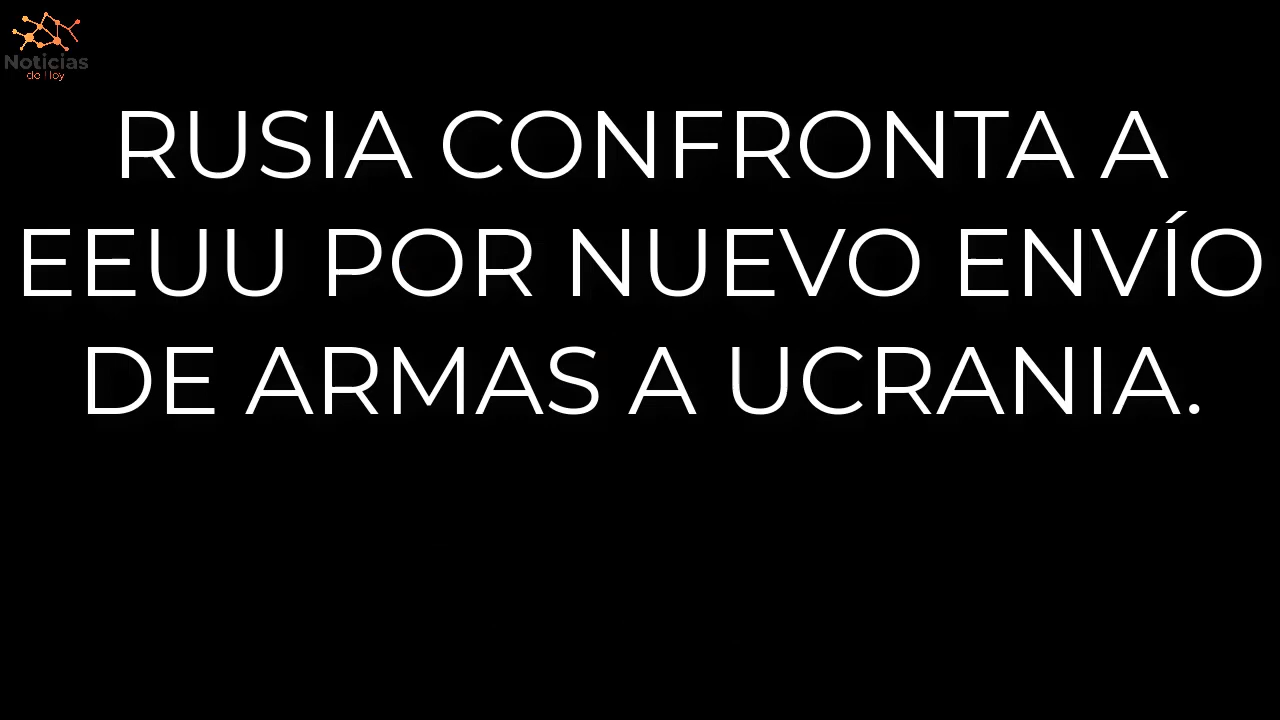 Noticias
de Hoy
RUSIA CONFRONTA A
EEUU POR NUEVO ENVÍO
DE ARMAS A UCRANIA.